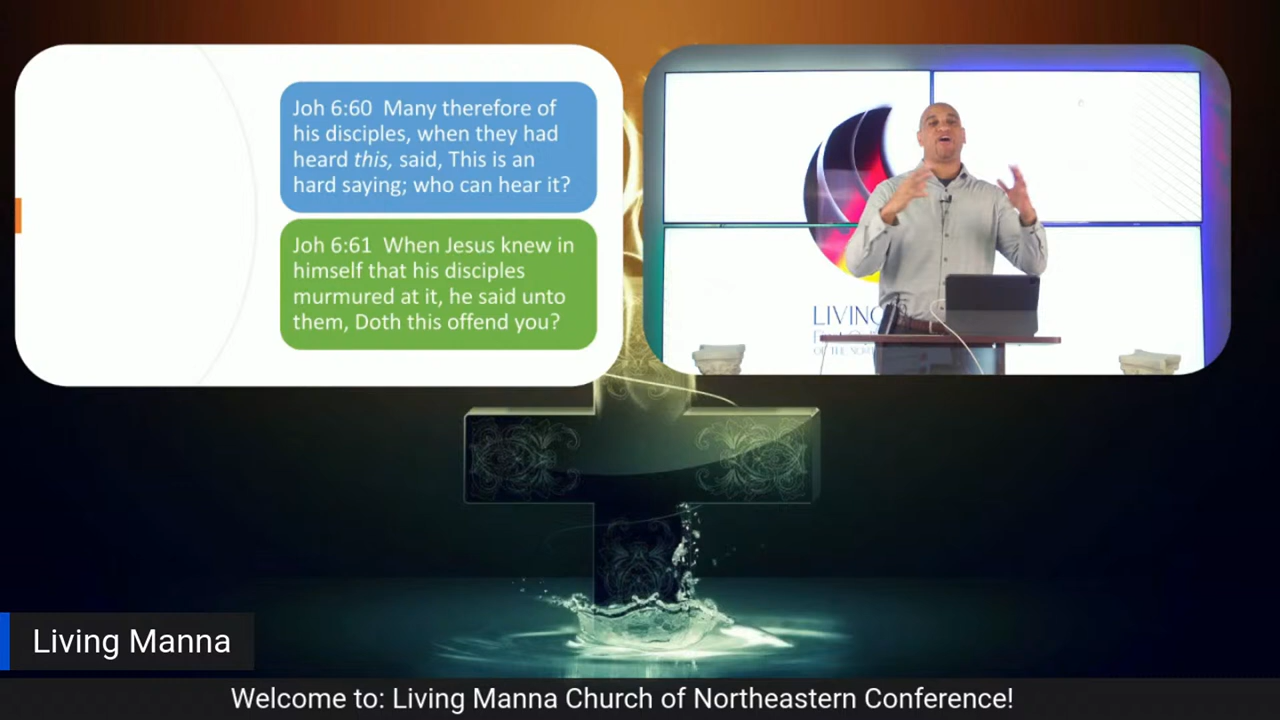 Joh 6:60 Many therefore of
his disciples, when they had
heard this, said, This is an
hard saying; who can hear it?
Joh 6:61 When Jesus knew in
himself that his disciples
murmured at it, he said unto
them, Doth this offend you?
LIVING
OF THE
Living Manna
Welcome to: Living Manna Church of Northeastern Conference!